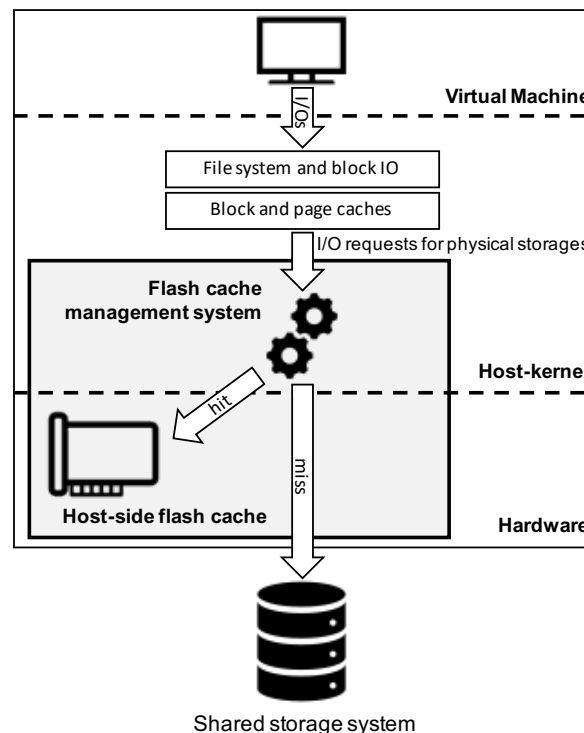 Virtual Machine
I/Os
File system and block IO
Block and page caches
I/O requests for physical storages
Flash cache
management system
Host-kerne
hit
miss
Host-side flash cache
Hardware
Shared storage system